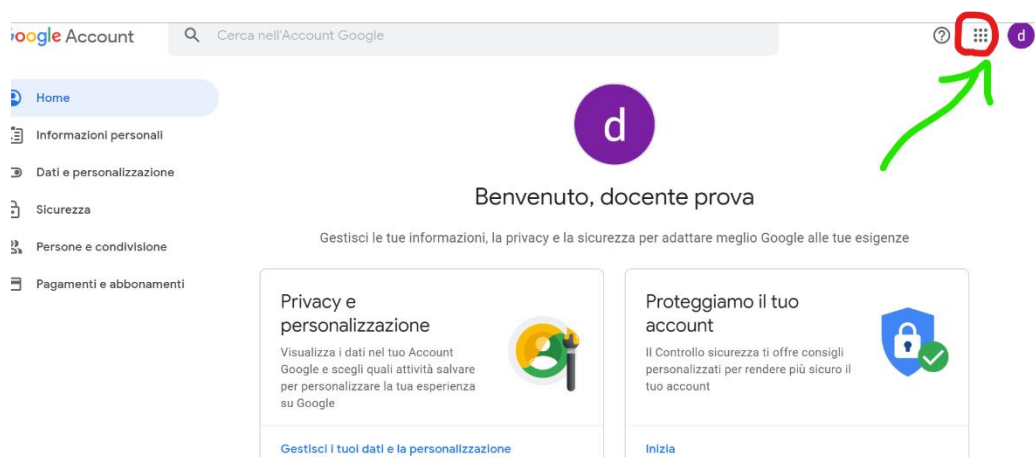 Google Account
Cerca nell'Account Google
d
Home
Informazioni personali
Dati e personalizzazione
Sicurezza
Persone e condivisione
Pagamenti e abbonamenti
d
Benvenuto, docente prova
Gestisci le tue informazioni, la privacy e la sicurezza per adattare meglio Google alle tue esigenze
Privacy e
personalizzazione
Visualizza i dati nel tuo Account
Google e scegli quali attività salvare
per personalizzare la tua esperienza
su Google
Gestisci i tuoi dati e la personalizzazione
Proteggiamo il tuo
account
Il Controllo sicurezza ti offre consigli
personalizzati per rendere più sicuro il
tuo account
Inizia